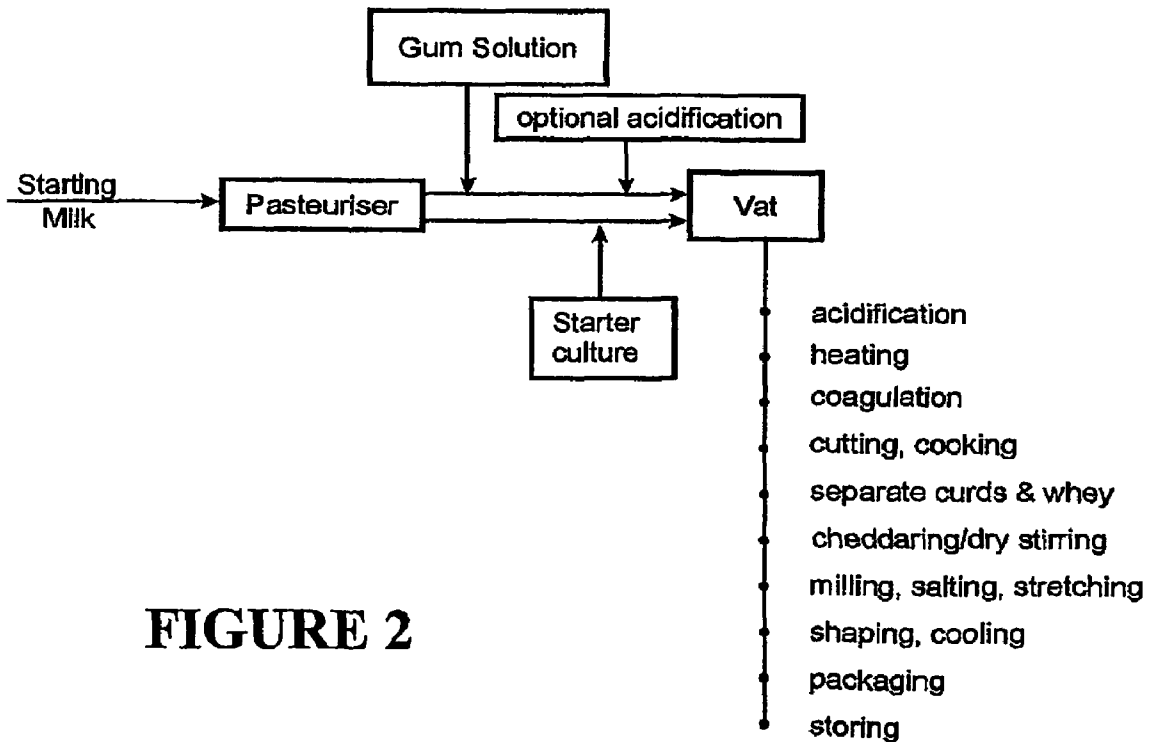 Gum Solution
optional acidification
Starting
Milk
Pasteuriser
Vat
Starter
culture
acidification
heating
coagulation
cutting, cooking
separate curds & whey
cheddaring/dry stirring
milling, salting, stretching
shaping, cooling
packaging
storing
FIGURE 2